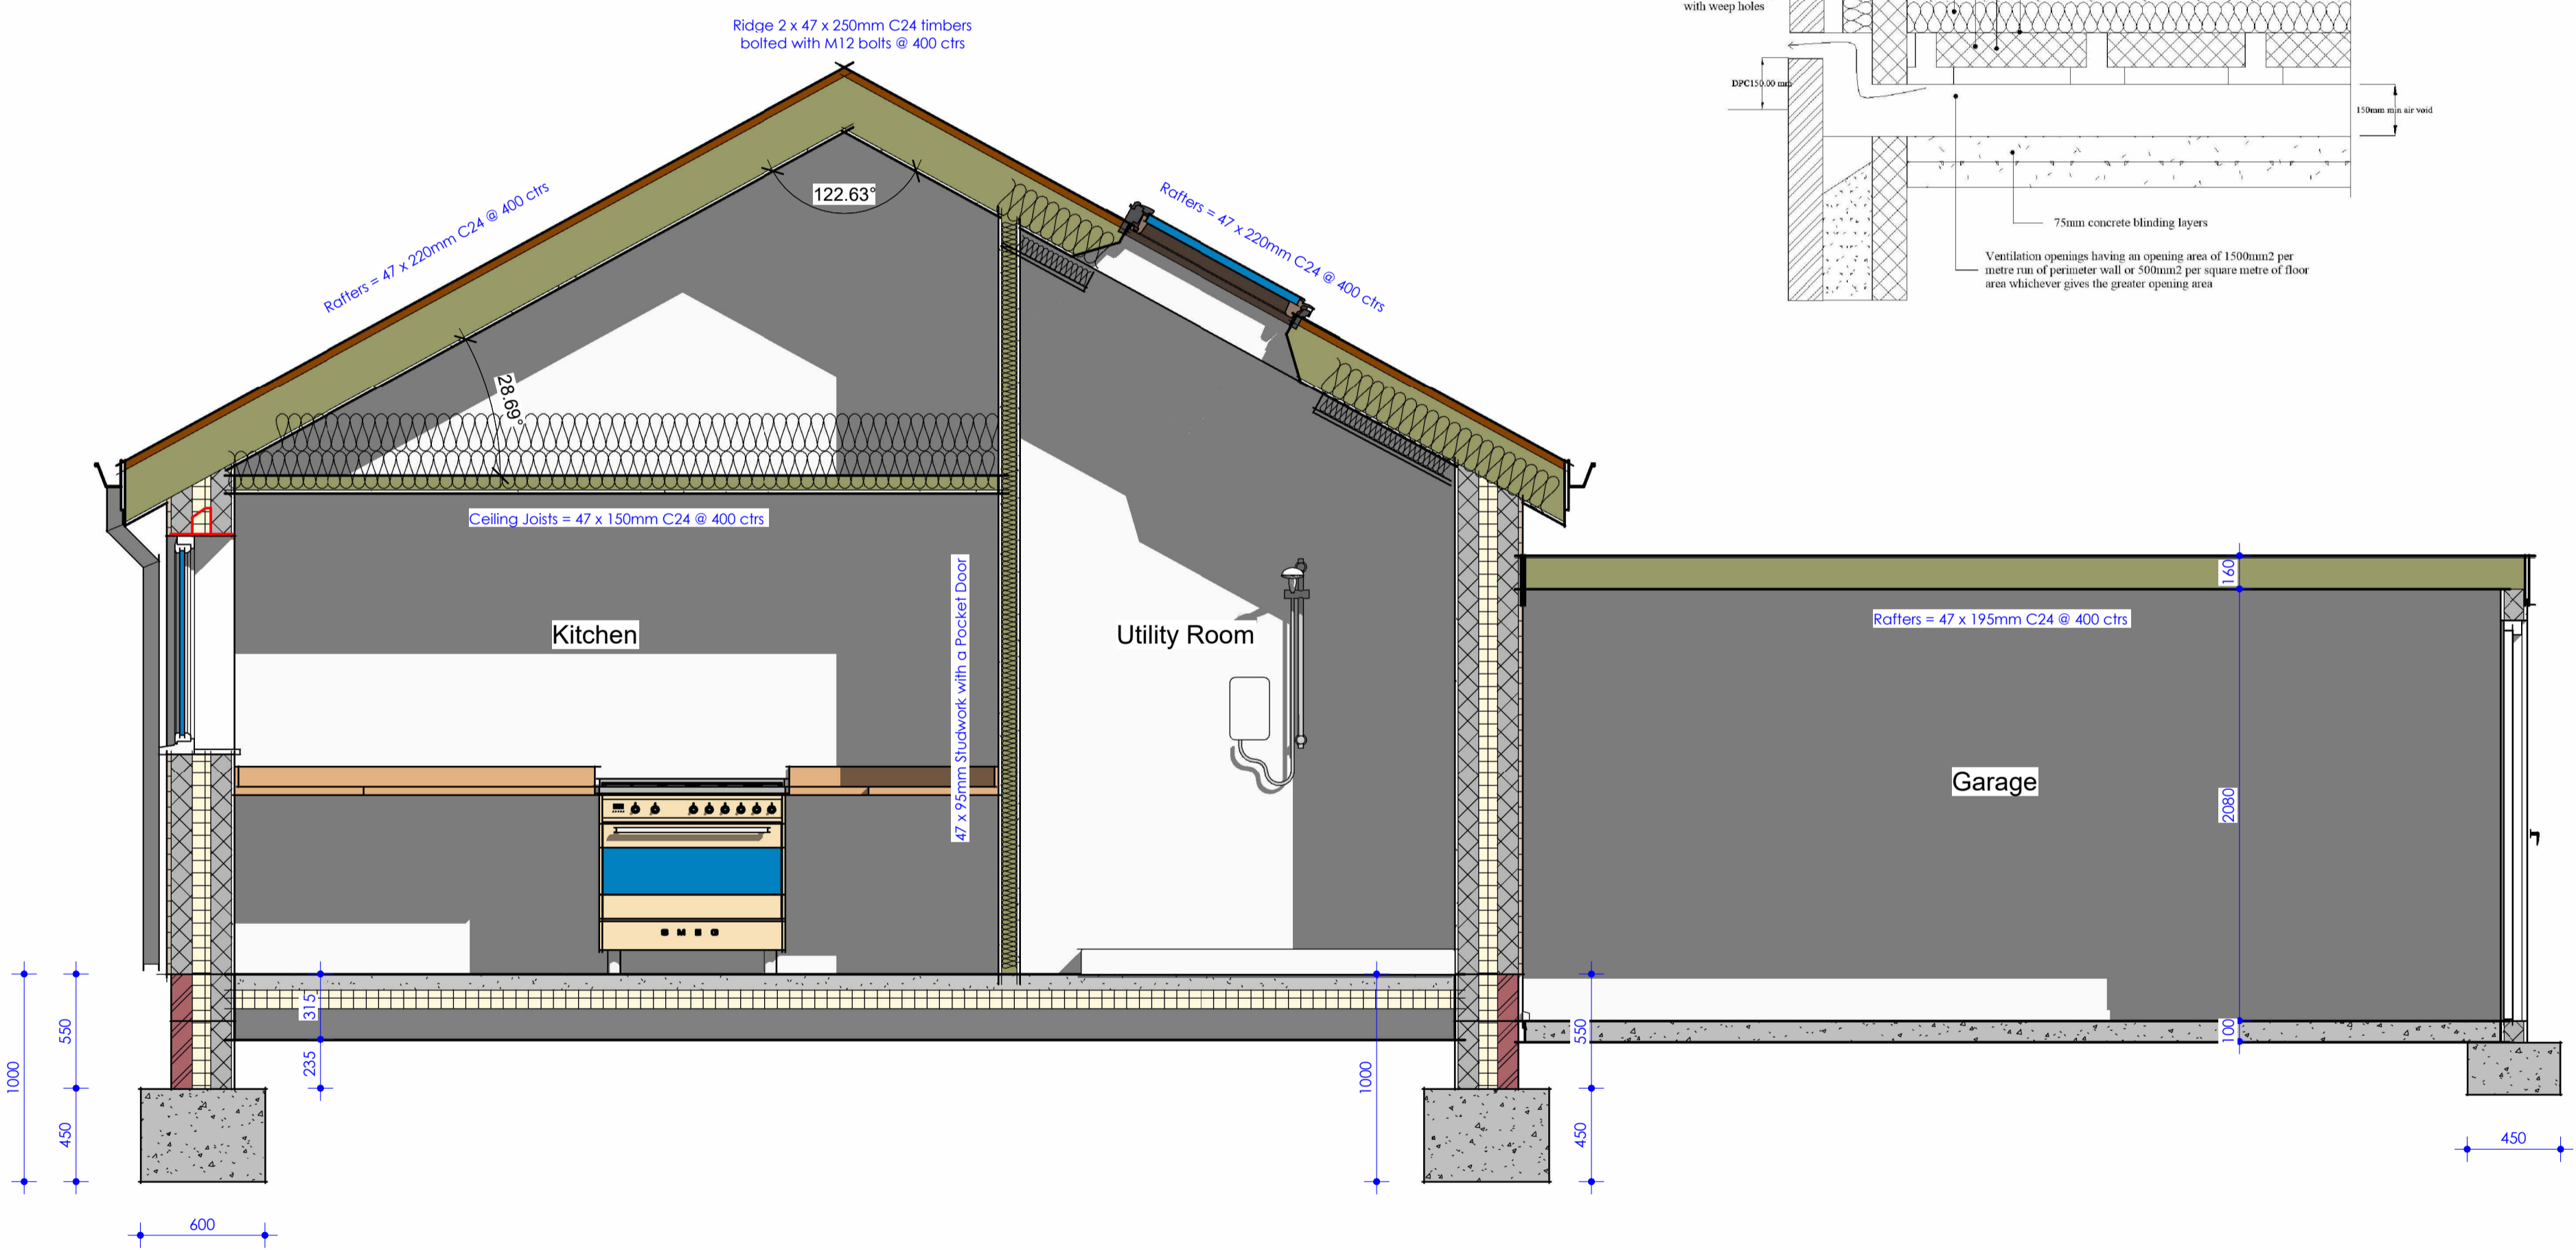 Ridge 2 x 47 x 250mm C24 timbers
bolted with M12 bolts @ 400 ctrs
with weep holes
DPC150.00 mm
150mm min air void
75mm concrete blinding layers
Ventilation openings having an opening area of 1500mm2 per
metre run of perimeter wall or 500mm2 per square metre of floor
area whichever gives the greater opening area
Rafters = 47 x 220mm C24 @ 400 ctrs
122.63°
Rafters = 47 x 220mm C24 @ 400 ctrs
28.69°
Ceiling Joists = 47 x 150mm C24 @ 400 ctrs
Kitchen
47 x 95mm Studwork with a Pocket Door
Utility Room
160
Rafters = 47 x 195mm C24 @ 400 ctrs
Garage
2080
100
SMEG
1000
550
450
315
235
1000
550
450
600
450